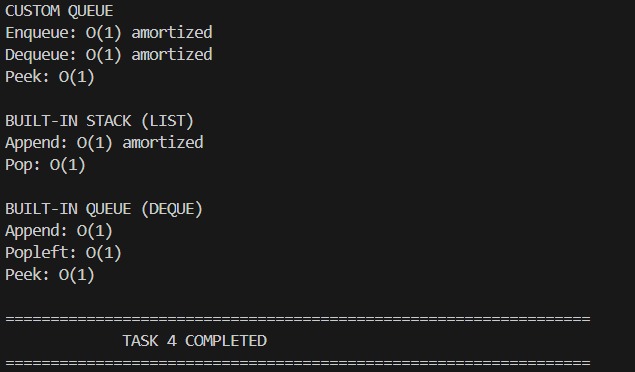 CUSTOM QUEUE
Enqueue: O(1) amortized
Dequeue: O(1) amortized
Peek: O(1)
BUILT-IN STACK (LIST)
Append: O(1) amortized
Pop: O(1)
BUILT-IN QUEUE (DEQUE)
Append: O(1)
Popleft: O(1)
Peek: O(1)
=================================================================
TASK 4 COMPLETED
=================================================================